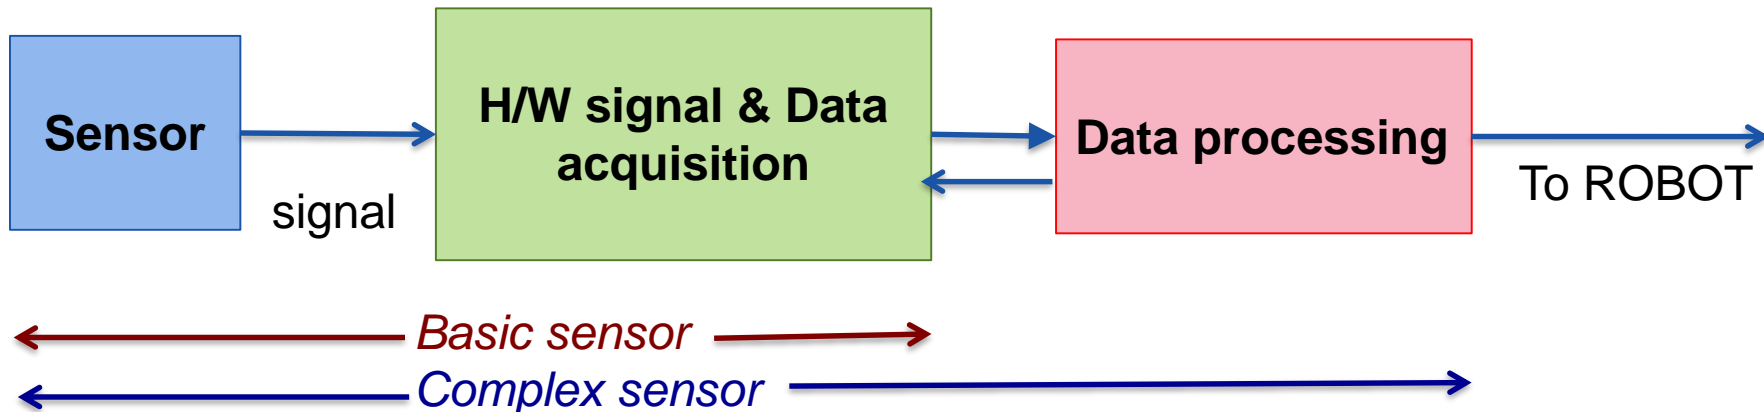 Sensor
signal
H/W signal & Data
acquisition
Data processing
To ROBOT
Basic sensor
Complex sensor